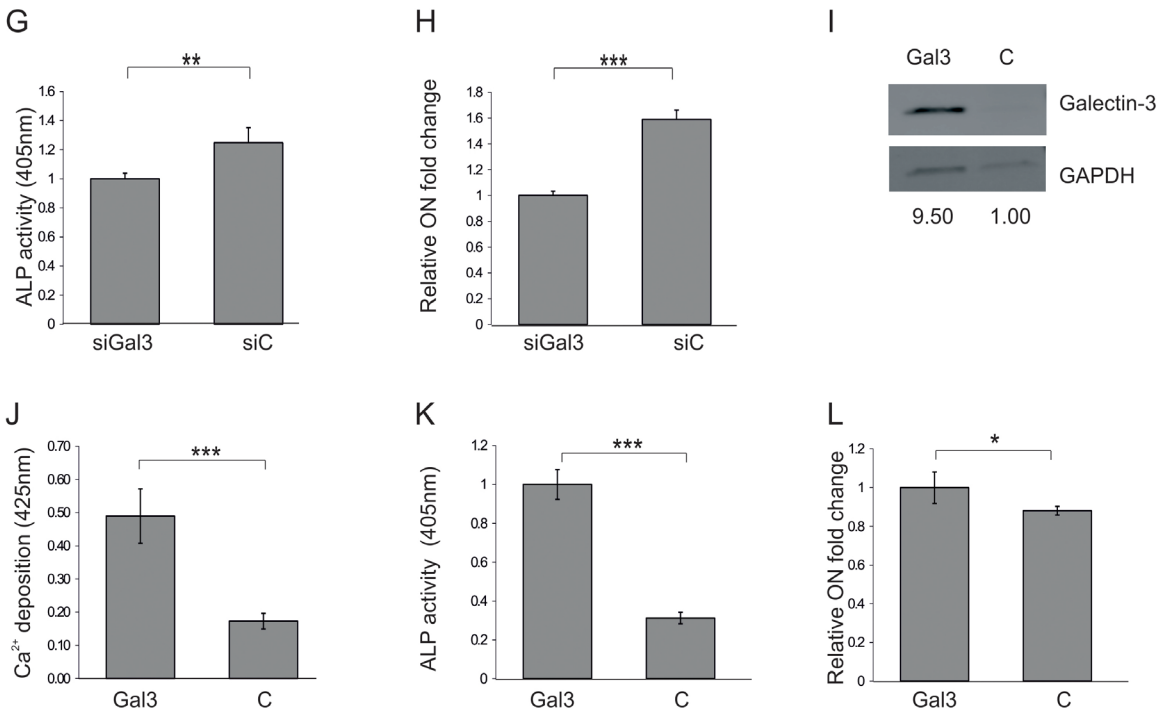 G
**
ALP activity (405nm)
1.6
1.4
1.2
1
0.8
0.6
0.4
0.2
0
siGal3 siC
H
***
Relative ON fold change
1.8
1.6
1.4
1.2
1
0.8
0.6
0.4
0.2
0
siGal3 siC
I
Gal3 C
Galectin-3
GAPDH
9.50 1.00
J
***
Ca²⁺ deposition (425nm)
0.70
0.60
0.50
0.40
0.30
0.20
0.10
0.00
Gal3 C
K
***
ALP activity (405nm)
1.2
1
0.8
0.6
0.4
0.2
0
Gal3 C
L
*
Relative ON fold change
1.2
1
0.8
0.6
0.4
0.2
0
Gal3 C